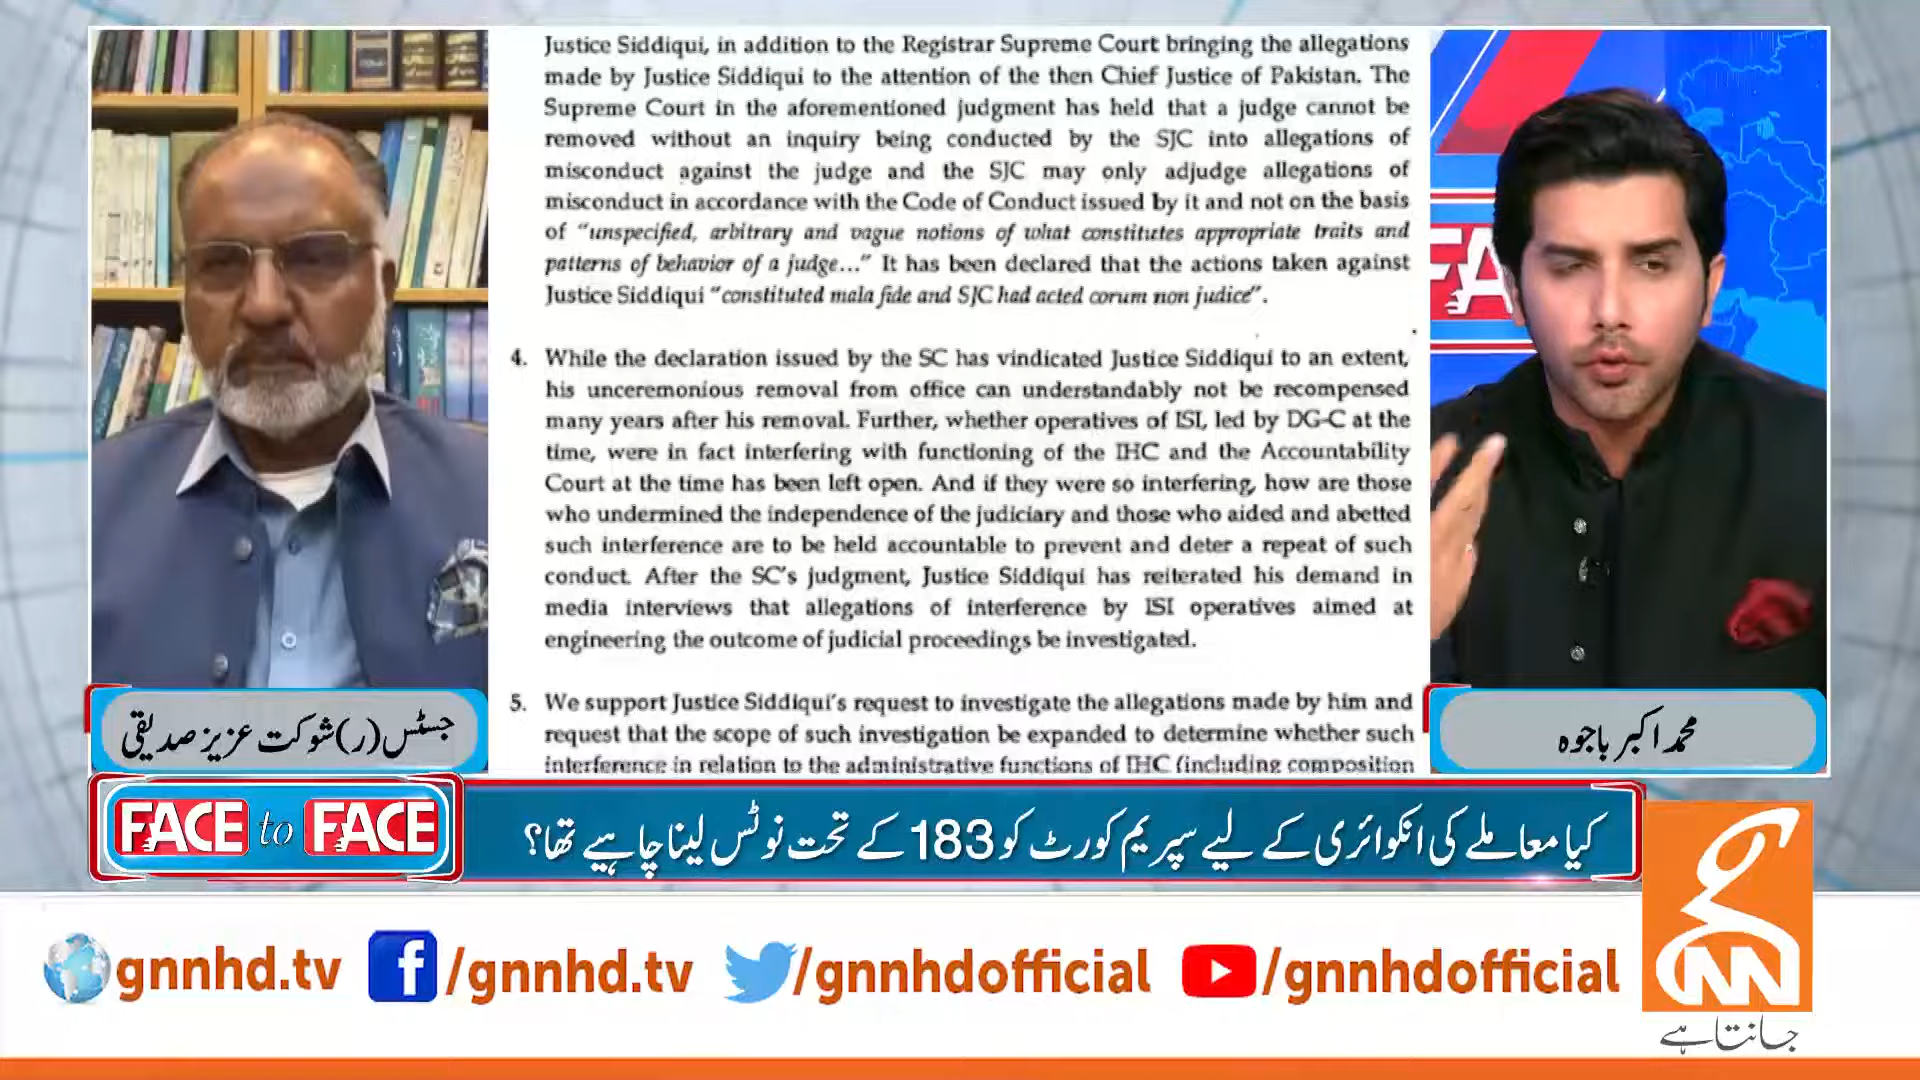 Justice Siddiqui, in addition to the Registrar Supreme Court bringing the allegations
made by Justice Siddiqui to the attention of the then Chief Justice of Pakistan. The
Supreme Court in the aforementioned judgment has held that a judge cannot be
removed without an inquiry being conducted by the SJC into allegations of
misconduct against the judge and the SJC may only adjudge allegations of
misconduct in accordance with the Code of Conduct issued by it and not on the basis
of "unspecified, arbitrary and vague notions of what constitutes appropriate traits and
patterns of behavior of a judge..." It has been declared that the actions taken against
Justice Siddiqui "constituted mala fide and SJC had acted corum non judice".
4. While the declaration issued by the SC has vindicated Justice Siddiqui to an extent,
his unceremonious removal from office can understandably not be recompensed
many years after his removal. Further, whether operatives of ISI, led by DG-C at the
time, were in fact interfering with functioning of the IHC and the Accountability
Court at the time has been left open. And if they were so interfering, how are those
who undermined the independence of the judiciary and those who aided and abetted
such interference are to be held accountable to prevent and deter a repeat of such
conduct. After the SC's judgment, Justice Siddiqui has reiterated his demand in
media interviews that allegations of interference by ISI operatives aimed at
engineering the outcome of judicial proceedings be investigated.
5. We support Justice Siddiqui's request to investigate the allegations made by him and
request that the scope of such investigation be expanded to determine whether such
interference in relation to the administrative functions of IHC (including composition
FA
جسٹس (ر) شوکت عزیز صدیقی
محمد اکبر باجوہ
FACE to FACE
کیا معاملے کی انکوائری کے لیے سپریم کورٹ کو 183 کے تحت نوٹس لینا چاہیے تھا؟
gnnhd.tv
/gnnhd.tv
/gnnhdofficial
/gnnhdofficial
GNN
جانتا ہے